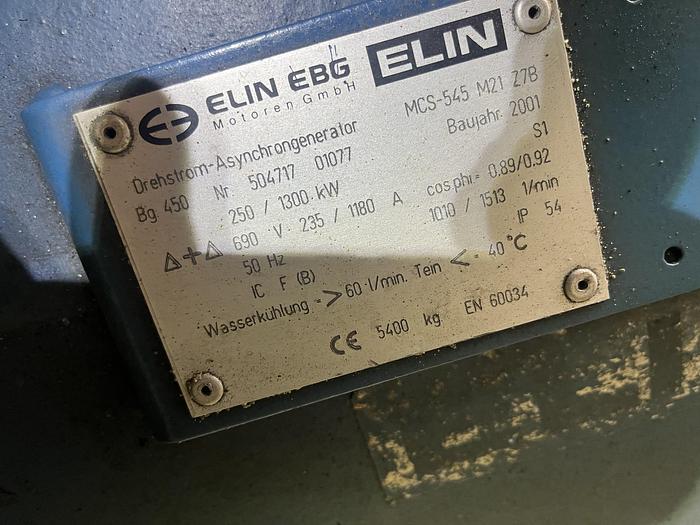 ELIN EBG ELIN
Motoren GmbH
MCS-545 M21 Z7B
Drehstrom-Asynchrongenerator Baujahr 2001
Bg 450 Nr. 504717 01077 S1
250 / 1300 kW cos phi = 0.89/0.92
Δ+Δ 690 V 235 / 1180 A 1010 / 1513 1/min
50 Hz IP 54
IC F (B)
Wasserkühlung => 60 l/min. Tein <= 40 °C
CE 5400 kg EN 60034